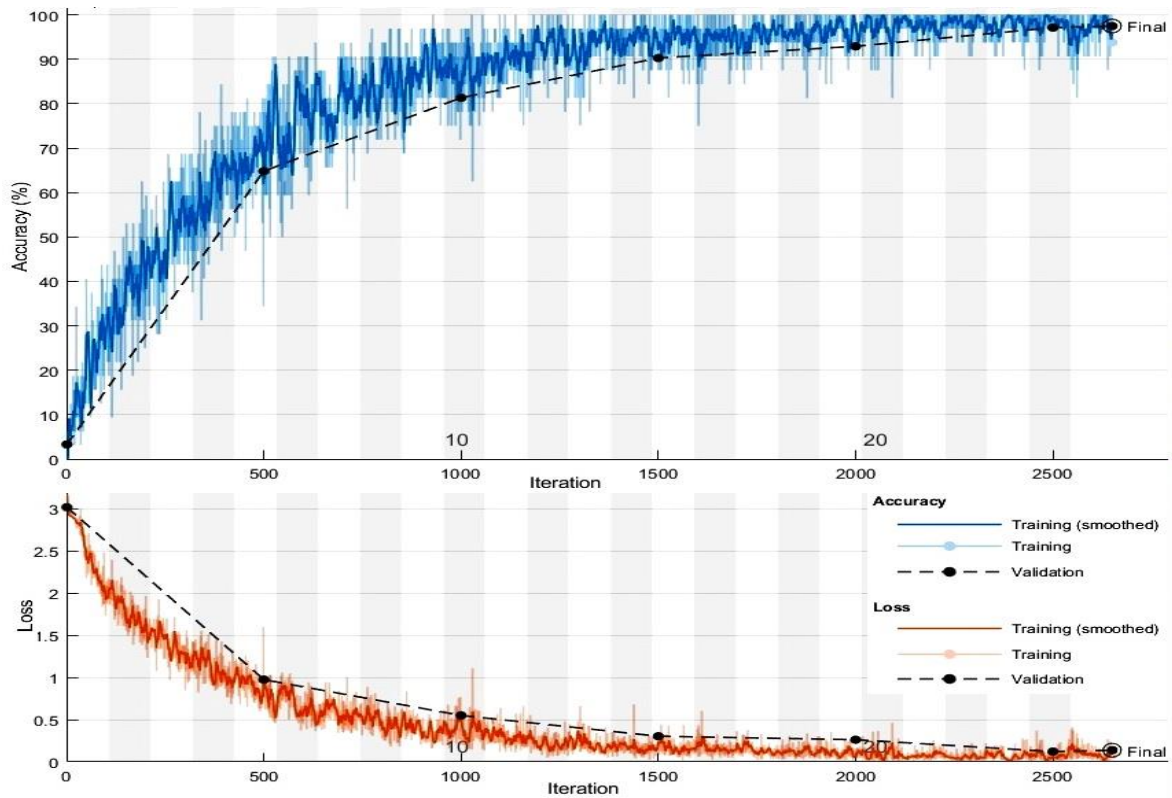 100
90
80
70
60
50
40
30
20
10
0
Accuracy (%)
Final
10
20
0 500 1000 1500 2000 2500
Iteration
3
2.5
2
1.5
1
0.5
0
Loss
Accuracy
Training (smoothed)
Training
Validation
Loss
Training (smoothed)
Training
Validation
10
20
Final
0 500 1000 1500 2000 2500
Iteration